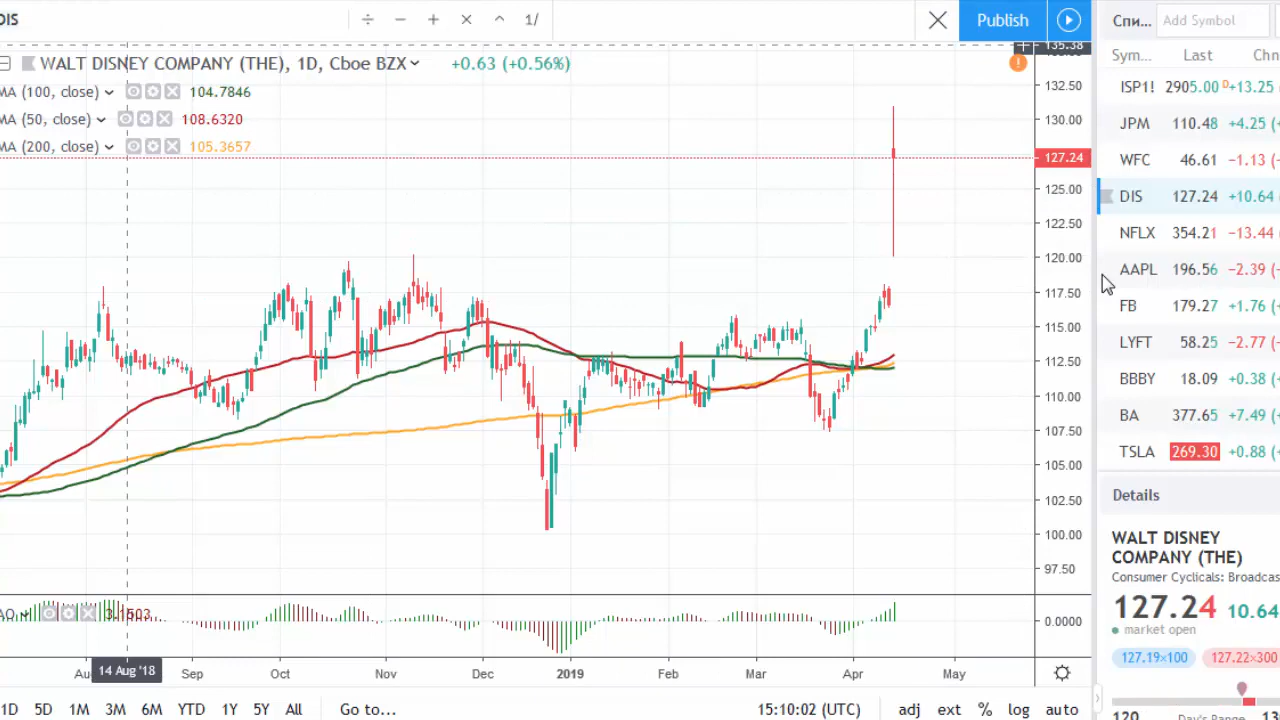 DIS ÷ − + × ^ 1/ Publish Спи... Add Symbol
135.38
WALT DISNEY COMPANY (THE), 1D, Cboe BZX +0.63 (+0.56%)
MA (100, close) 104.7846
MA (50, close) 108.6320
MA (200, close) 105.3657
132.50
130.00
127.24
125.00
122.50
120.00
117.50
115.00
112.50
110.00
107.50
105.00
102.50
100.00
97.50
AO 3.1503
0.0000
14 Aug '18 Sep Oct Nov Dec 2019 Feb Mar Apr May
1D 5D 1M 3M 6M YTD 1Y 5Y All Go to... 15:10:02 (UTC) adj ext % log auto
Sym... Last Chn
ISP1! 2905.00 D +13.25
JPM 110.48 +4.25 (+
WFC 46.61 −1.13 (−
DIS 127.24 +10.64
NFLX 354.21 −13.44
AAPL 196.56 −2.39 (−
FB 179.27 +1.76 (+
LYFT 58.25 −2.77 (−
BBBY 18.09 +0.38 (+
BA 377.65 +7.49 (+
TSLA 269.30 +0.88 (+
Details
WALT DISNEY
COMPANY (THE)
Consumer Cyclicals: Broadcas
127.24 10.64
market open
127.19×100 127.22×300
120 Day's Range 13